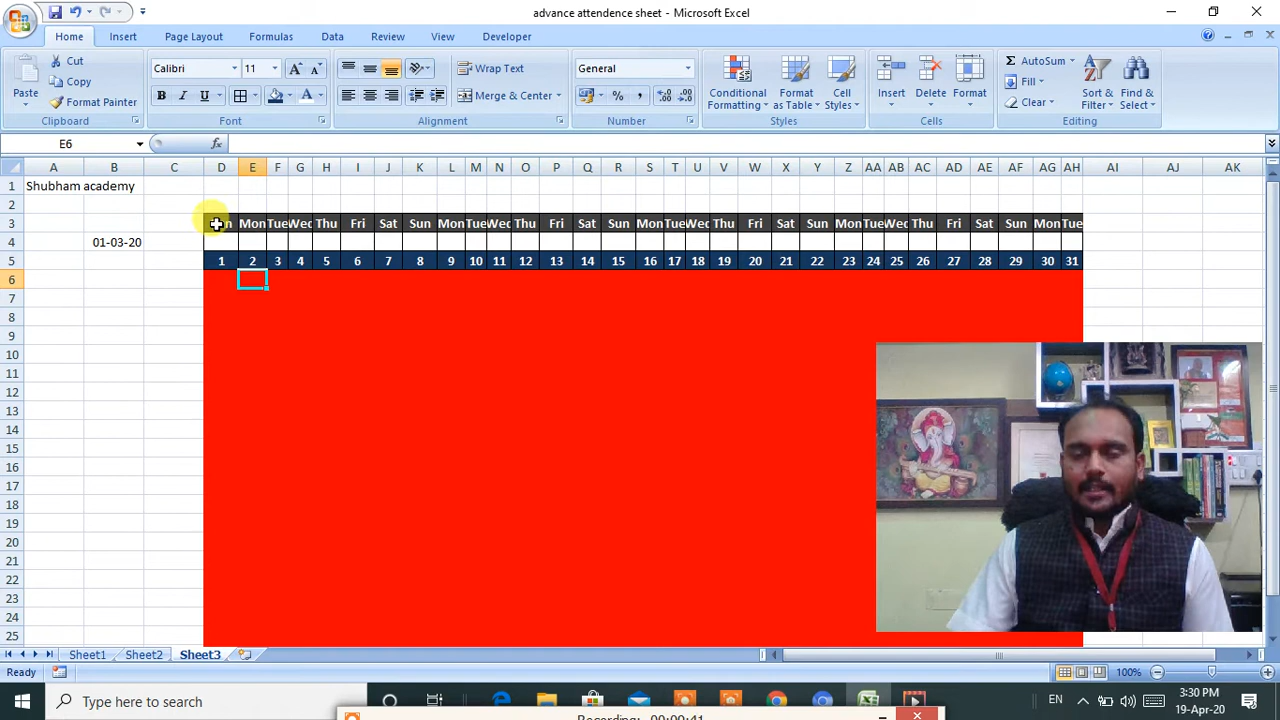 advance attendence sheet - Microsoft Excel
Home Insert Page Layout Formulas Data Review View Developer
Cut
Copy
Format Painter
Paste
Clipboard
Calibri 11
B I U
Font
Wrap Text
Merge & Center
Alignment
General
Number
Conditional Formatting
Format as Table
Cell Styles
Styles
Insert
Delete
Format
Cells
AutoSum
Fill
Clear
Sort & Filter
Find & Select
Editing
E6 fx
A B C D E F G H I J K L M N O P Q R S T U V W X Y Z AA AB AC AD AE AF AG AH AI AJ AK
1 Shubham academy
2
3 Mon Tue Wed Thu Fri Sat Sun Mon Tue Wed Thu Fri Sat Sun Mon Tue Wed Thu Fri Sat Sun Mon Tue Wed Thu Fri Sat Sun Mon Tue
4 01-03-20
5 1 2 3 4 5 6 7 8 9 10 11 12 13 14 15 16 17 18 19 20 21 22 23 24 25 26 27 28 29 30 31
6
7
8
9
10
11
12
13
14
15
16
17
18
19
20
21
22
23
24
25
Sheet1 Sheet2 Sheet3
Ready 100%
Type here to search
EN
3:30 PM
19-Apr-20
Recording: 00:09:41